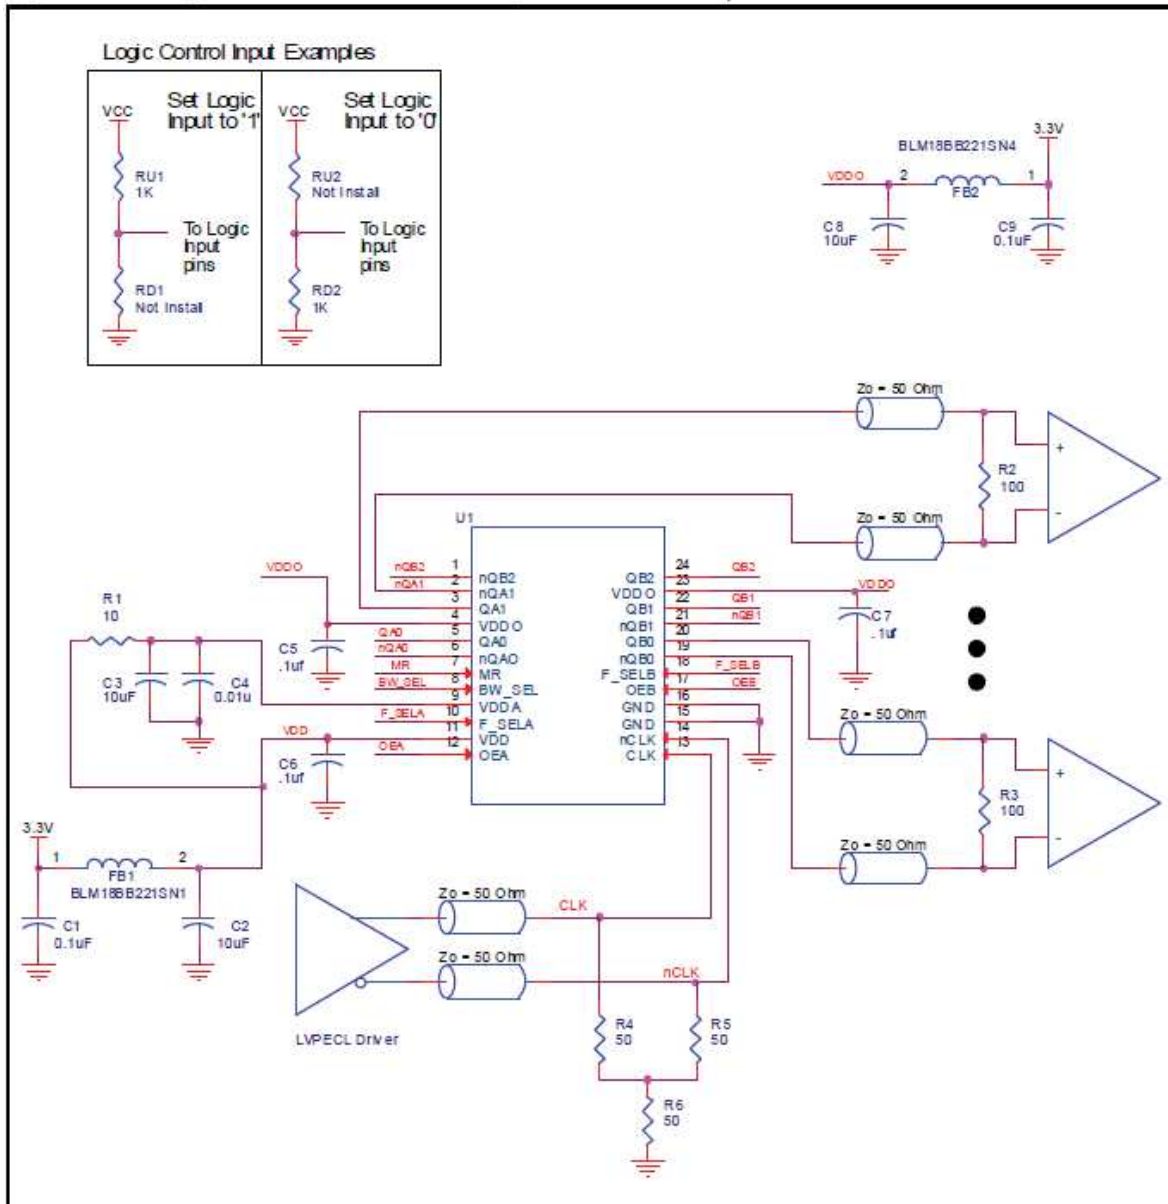 Logic Control Input Examples
VCC
Set Logic
Input to '1'
RU1
1K
To Logic
Input
pins
RD1
Not Install
VCC
Set Logic
Input to '0'
RU2
Not Install
To Logic
Input
pins
RD2
1K
3.3V
BLM18BB221SN4
VDDO
2
1
FB2
C8
10uF
C9
0.1uF
Zo = 50 Ohm
R2
100
+
-
Zo = 50 Ohm
U1
nQB2
nQA1
VDDO
QA0
nQA0
MR
BW_SEL
F_SELA
VDD
OEA
1
2
3
4
5
6
7
8
9
10
11
12
nQB2
nQA1
QA1
VDDO
QA0
nQAO
MR
BW_SEL
VDDA
F_SELA
VDD
OEA
QB2
VDDO
QB1
nQB1
QB0
nQB0
F_SELB
OEB
GND
GND
nCLK
CLK
24
23
22
21
20
19
18
17
16
15
14
13
QB2
VDDO
QB1
nQB1
F_SELB
OEB
C7
.1uf
R1
10
C3
10uF
C4
0.01u
C5
.1uf
C6
.1uf
3.3V
1
2
FB1
BLM18BB221SN1
C1
0.1uF
C2
10uF
Zo = 50 Ohm
R3
100
+
-
Zo = 50 Ohm
Zo = 50 Ohm
CLK
Zo = 50 Ohm
nCLK
LVPECL Driver
R4
50
R5
50
R6
50